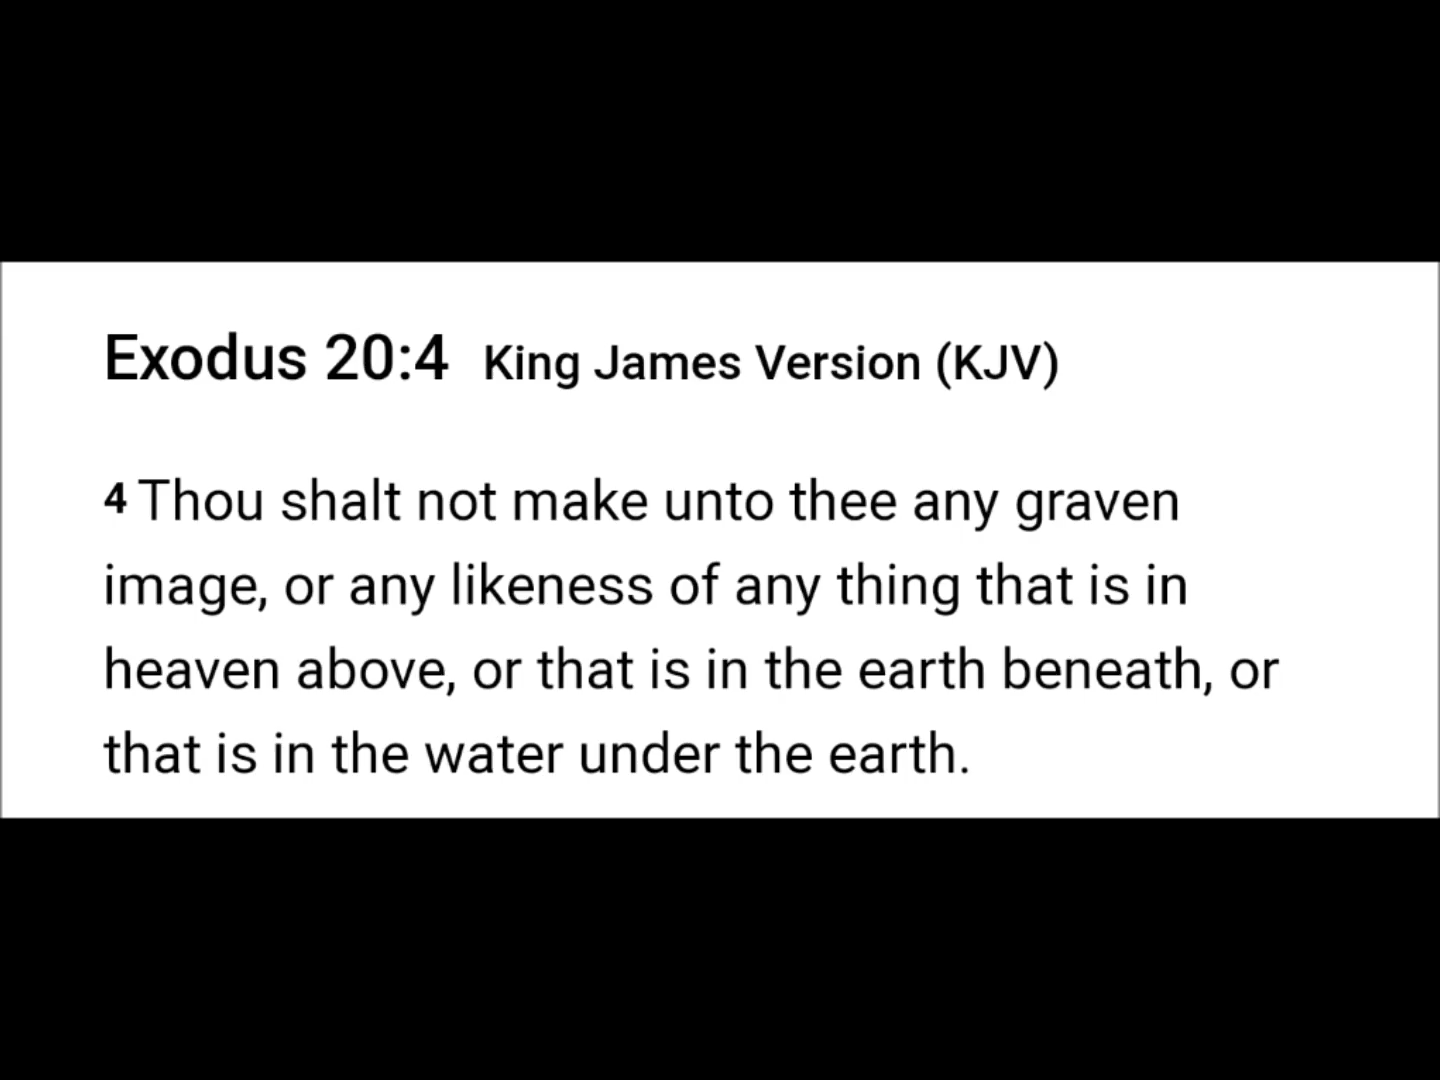 Exodus 20:4 King James Version (KJV)
4 Thou shalt not make unto thee any graven
image, or any likeness of any thing that is in
heaven above, or that is in the earth beneath, or
that is in the water under the earth.